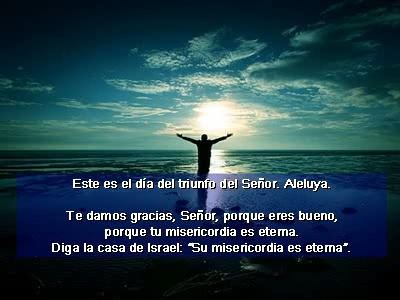 Este es el día del triunfo del Señor. Aleluya.
Te damos gracias, Señor, porque eres bueno,
porque tu misericordia es eterna.
Diga la casa de Israel: “Su misericordia es eterna”.